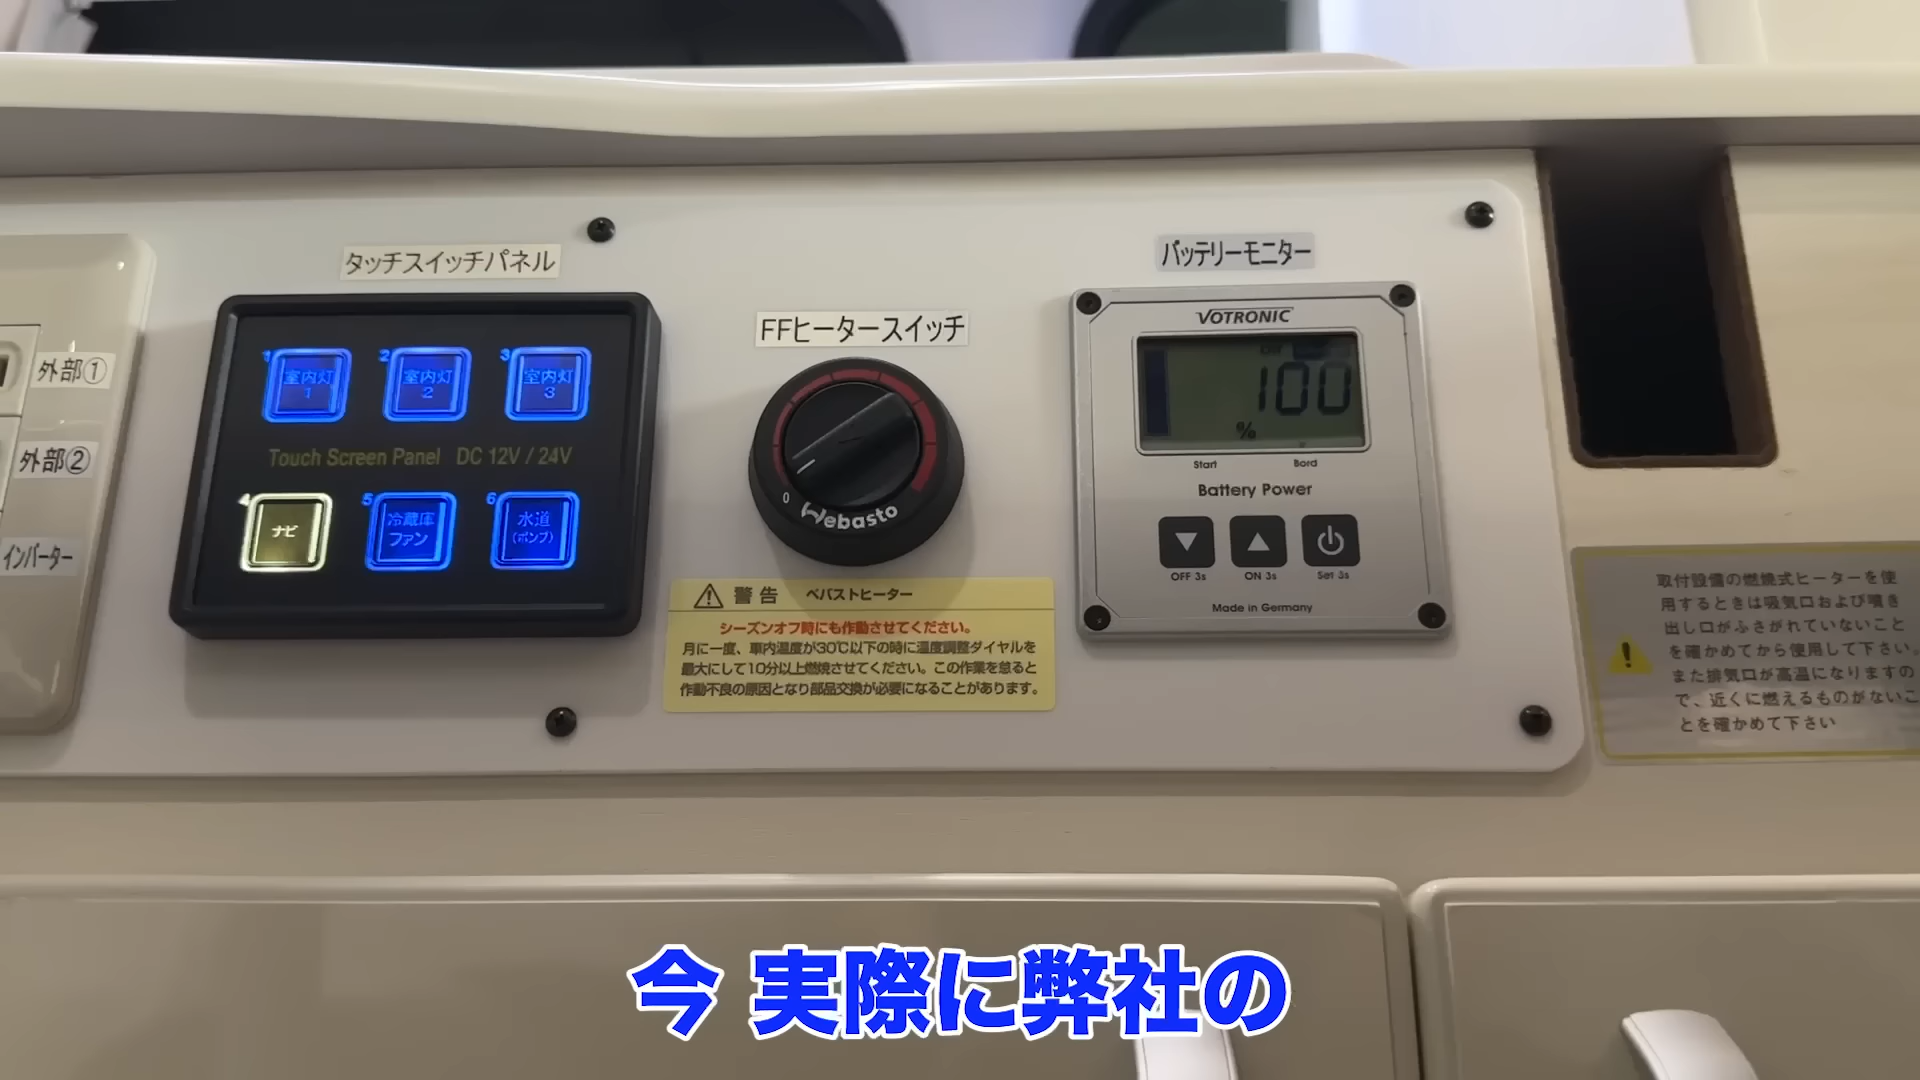 タッチスイッチパネル
バッテリーモニター
FFヒータースイッチ
外部①
外部②
インバーター
1 室内灯 1
2 室内灯 2
3 室内灯 3
Touch Screen Panel DC 12V / 24V
4 ナビ
5 冷蔵庫 ファン
6 水道 (ポンプ)
0
Webasto
VOTRONIC
100
%
Start Bord
Battery Power
OFF 3s ON 3s Set 3s
Made in Germany
警告 ベバストヒーター
シーズンオフ時にも作動させてください。
月に一度、車内温度が30℃以下の時に温度調整ダイヤルを
最大にして10分以上燃焼させてください。この作業を怠ると
作動不良の原因となり部品交換が必要になることがあります。
取付設備の燃焼式ヒーターを使
用するときは吸気口および噴き
出し口がふさがれていないこと
を確かめてから使用して下さい。
また排気口が高温になりますの
で、近くに燃えるものがないこ
とを確かめて下さい
今 実際に弊社の